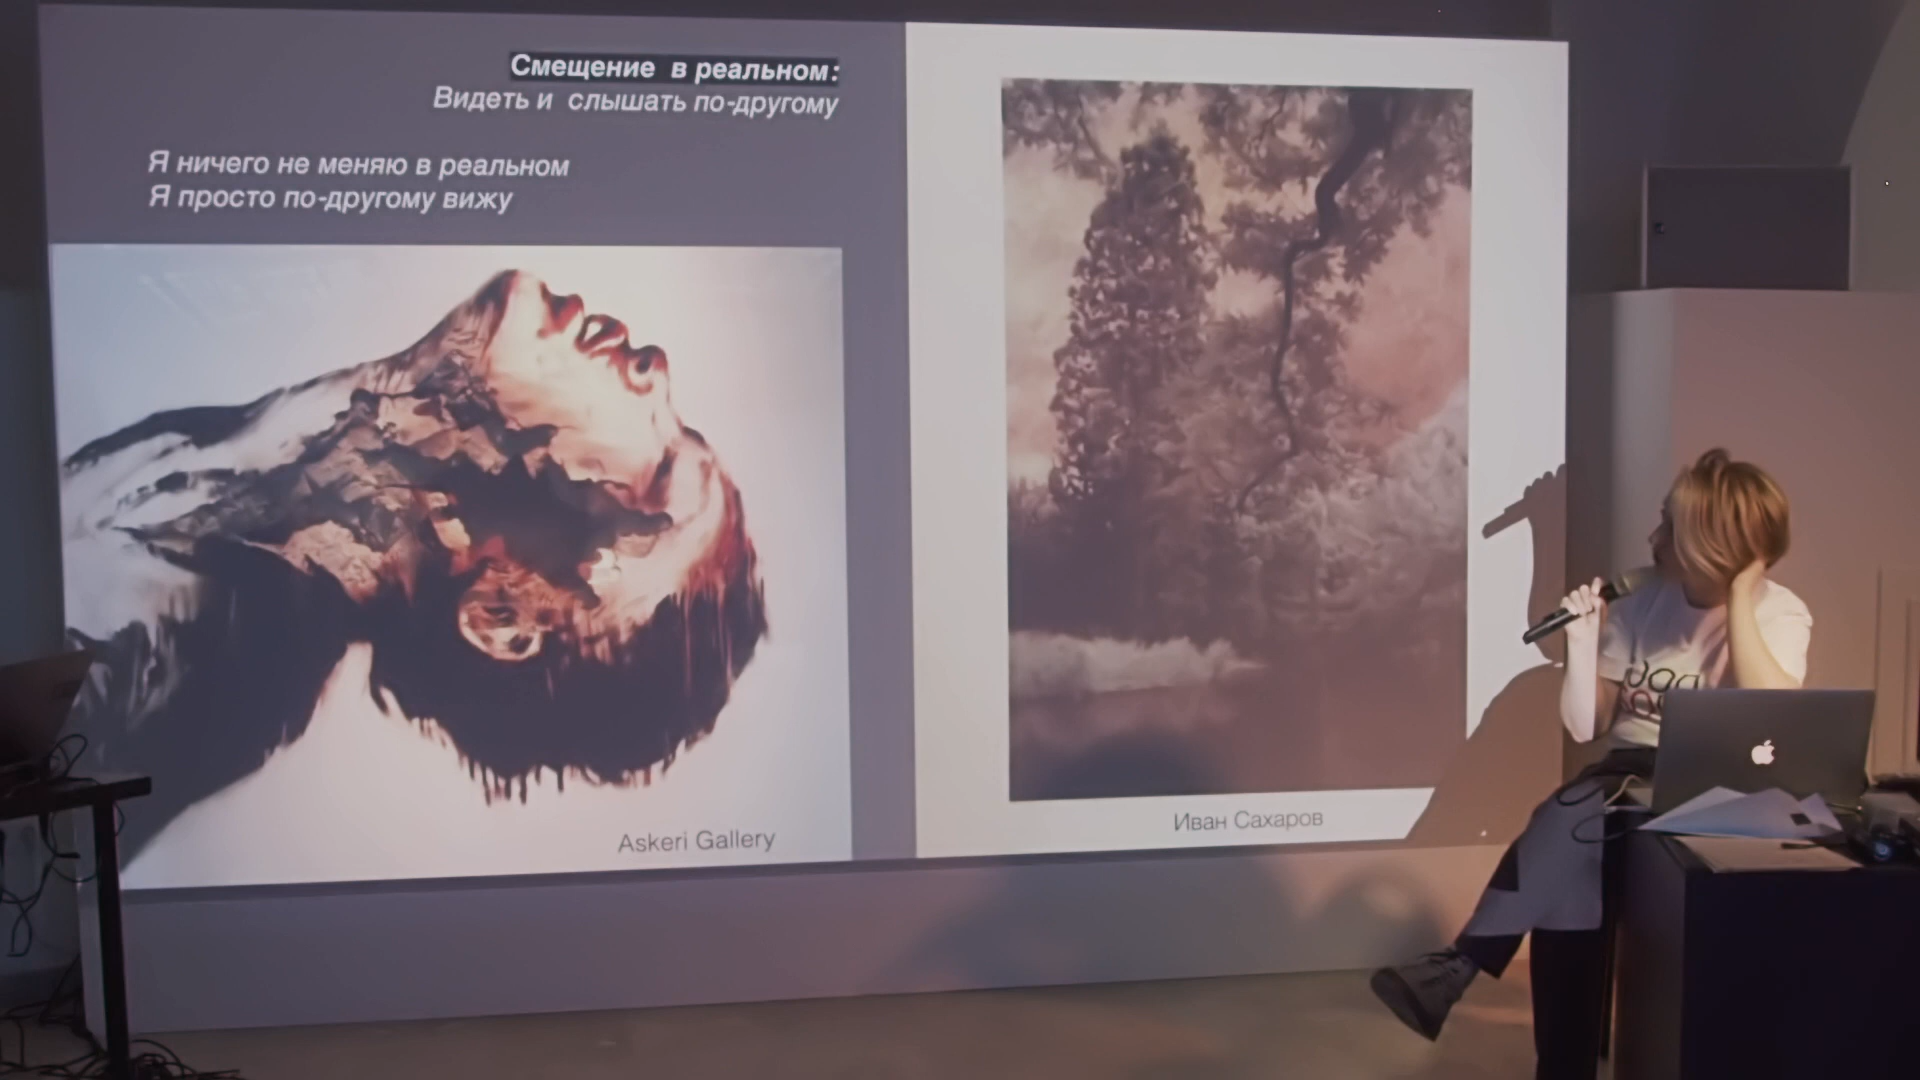 Смещение в реальном:
Видеть и слышать по-другому
Я ничего не меняю в реальном
Я просто по-другому вижу
Askeri Gallery
Иван Сахаров